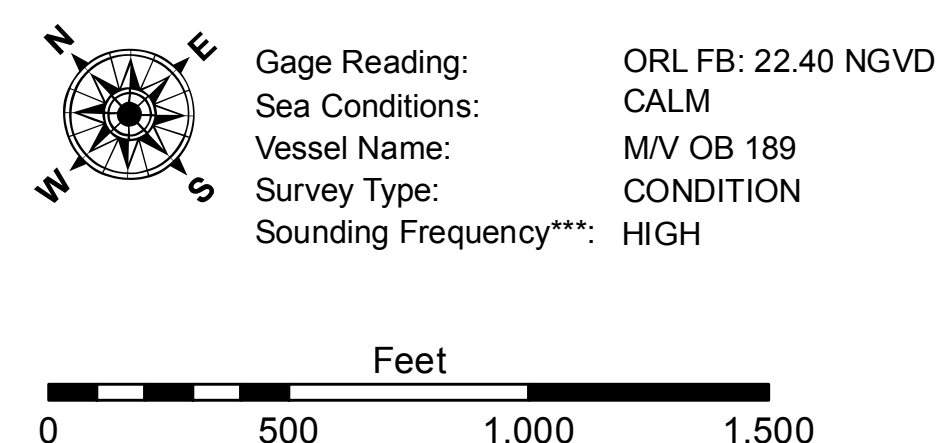 N E
W S
Gage Reading: ORL FB: 22.40 NGVD
Sea Conditions: CALM
Vessel Name: M/V OB 189
Survey Type: CONDITION
Sounding Frequency***: HIGH
Feet
0 500 1,000 1,500